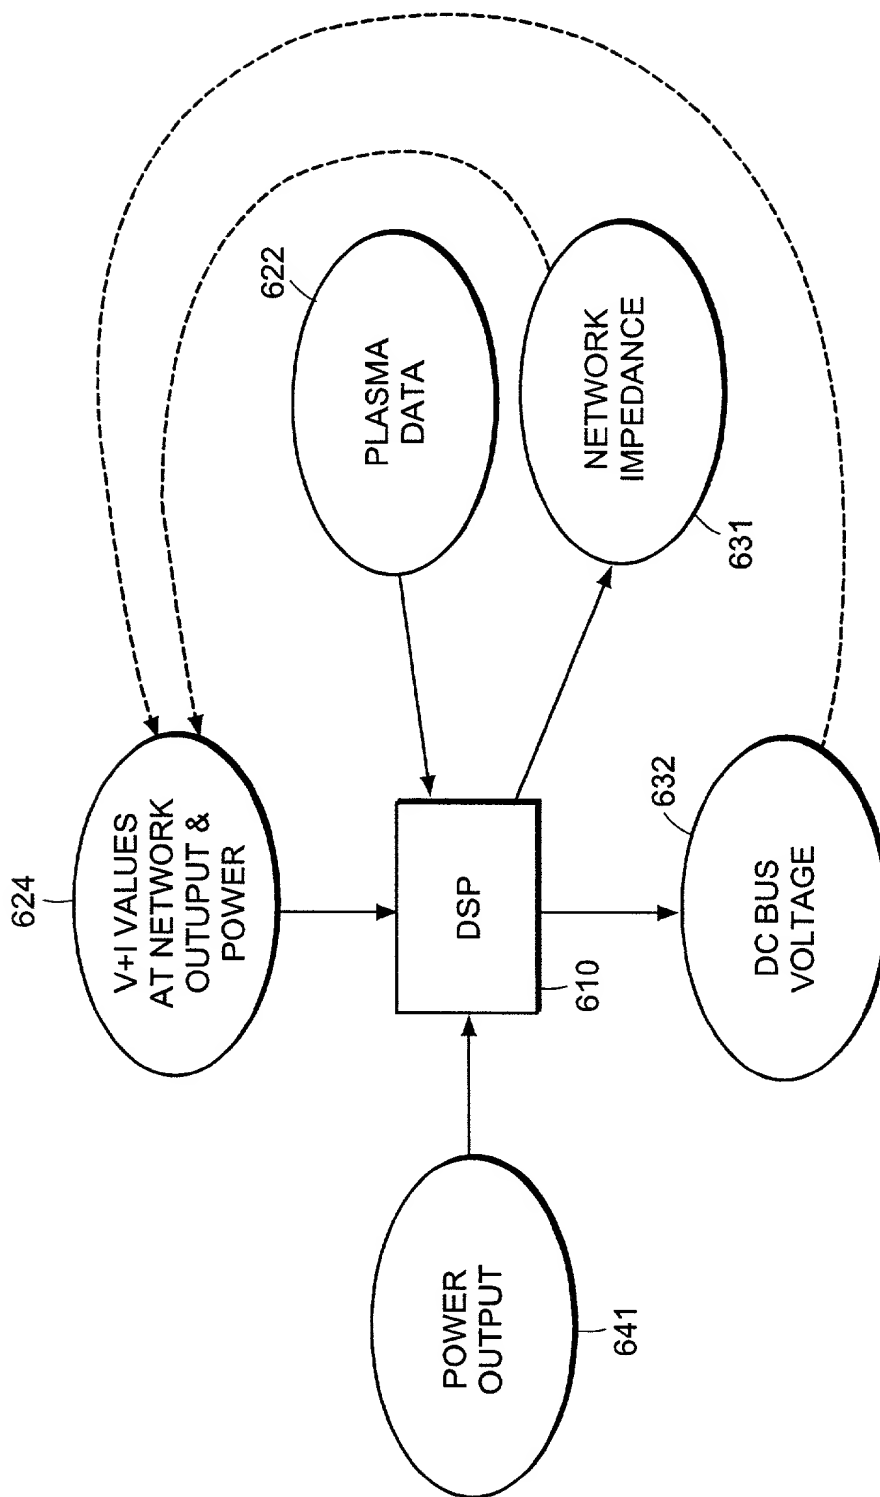 624
V+I VALUES
AT NETWORK
OUTUPUT &
POWER
622
PLASMA
DATA
POWER
OUTPUT
641
DSP
610
NETWORK
IMPEDANCE
631
632
DC BUS
VOLTAGE